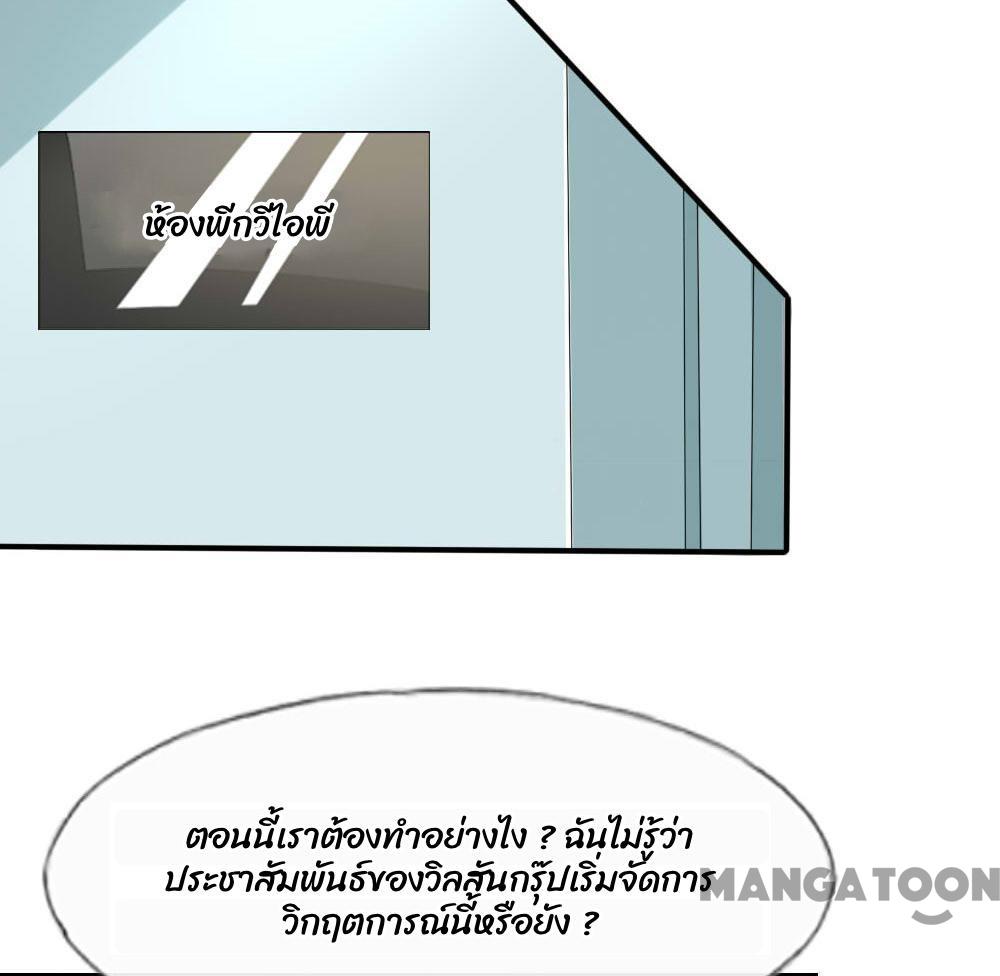 ห้องพีกวีไอพี
ตอนนี้เราต้องทำอย่างไง ? ฉันไม่รู้ว่า
ประชาสัมพันธ์ของวิลสันกรุ๊ปเริ่มจัดการ
วิกฤตการณ์นี้หรือยัง ?
MANGATOON